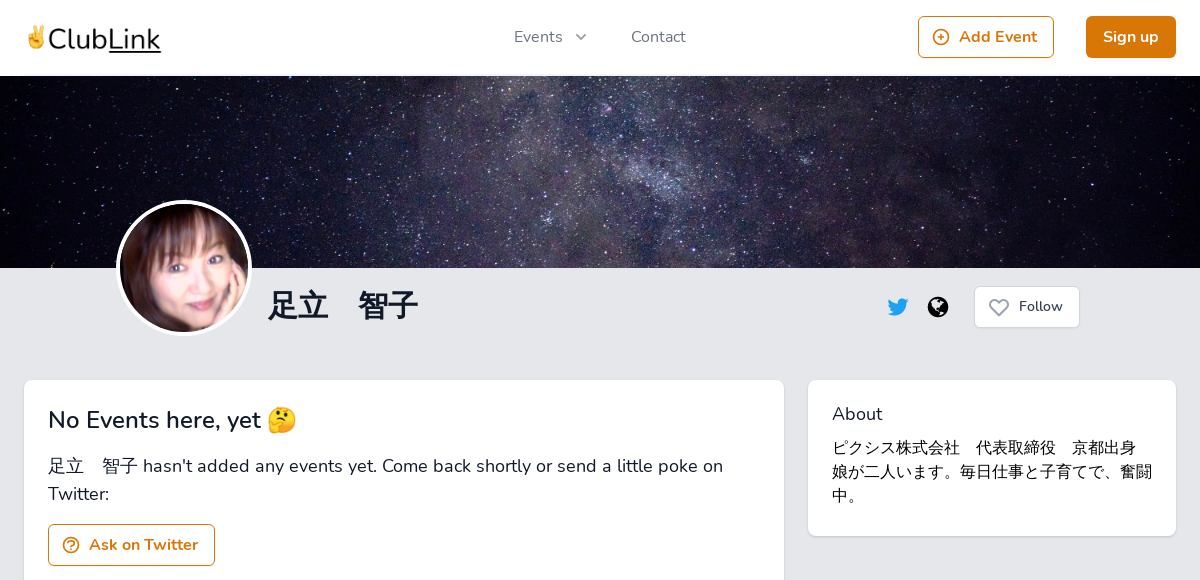 ✌️ClubLink
Events
Contact
Add Event
Sign up
足立　智子
Follow
No Events here, yet 🤔
足立　智子 hasn't added any events yet. Come back shortly or send a little poke on
Twitter:
Ask on Twitter
About
ピクシス株式会社　代表取締役　京都出身
娘が二人います。毎日仕事と子育てで、奮闘
中。